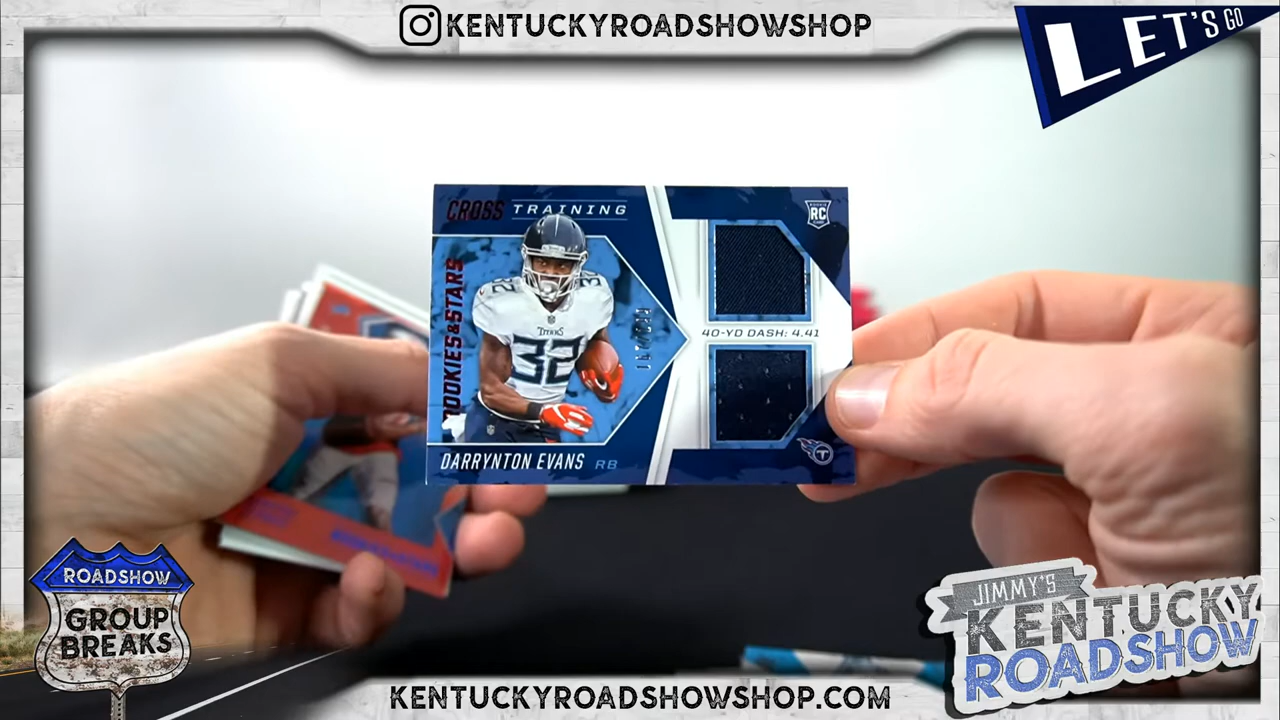 KENTUCKYROADSHOWSHOP
LET'S GO
CROSS TRAINING
RC
ROOKIES&STARS
TITANS
32
40-YD DASH: 4.41
DARRYNTON EVANS RB
ROADSHOW
GROUP
BREAKS
JIMMY'S
KENTUCKY
ROADSHOW
KENTUCKYROADSHOWSHOP.COM